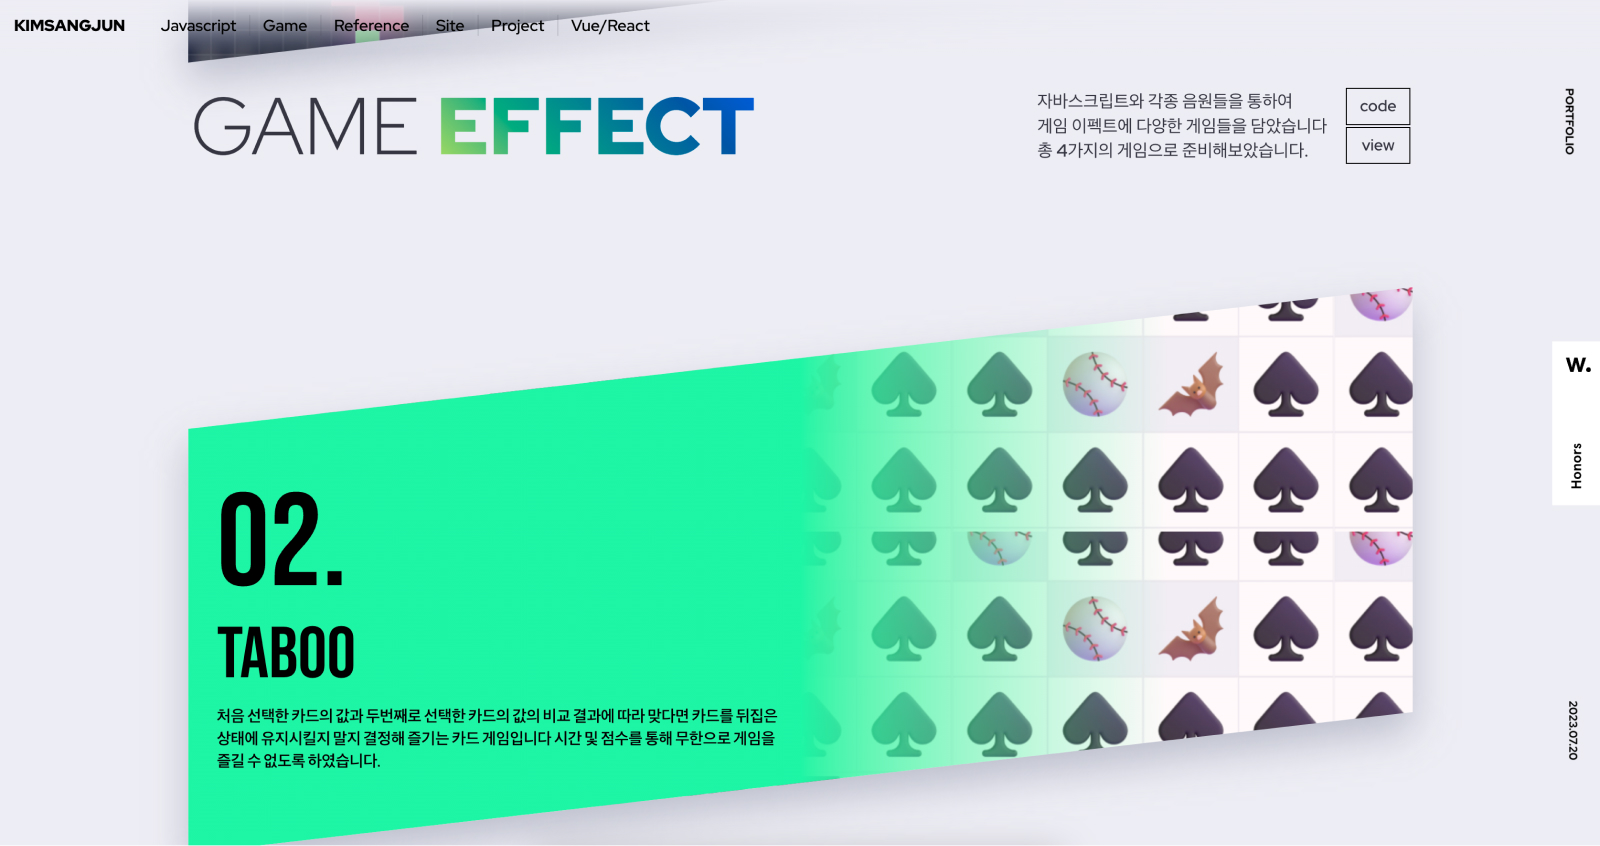 KIMSANGJUN Javascript Game Reference Site Project Vue/React
GAME EFFECT
자바스크립트와 각종 음원들을 통하여
게임 이펙트에 다양한 게임들을 담았습니다
총 4가지의 게임으로 준비해보았습니다.
code
view
PORTFOLIO
W.
Honors
02.
TABOO
처음 선택한 카드의 값과 두번째로 선택한 카드의 값의 비교 결과에 따라 맞다면 카드를 뒤집은
상태에 유지시킬지 말지 결정해 즐기는 카드 게임입니다 시간 및 점수를 통해 무한으로 게임을
즐길 수 없도록 하였습니다.
2023.07.20